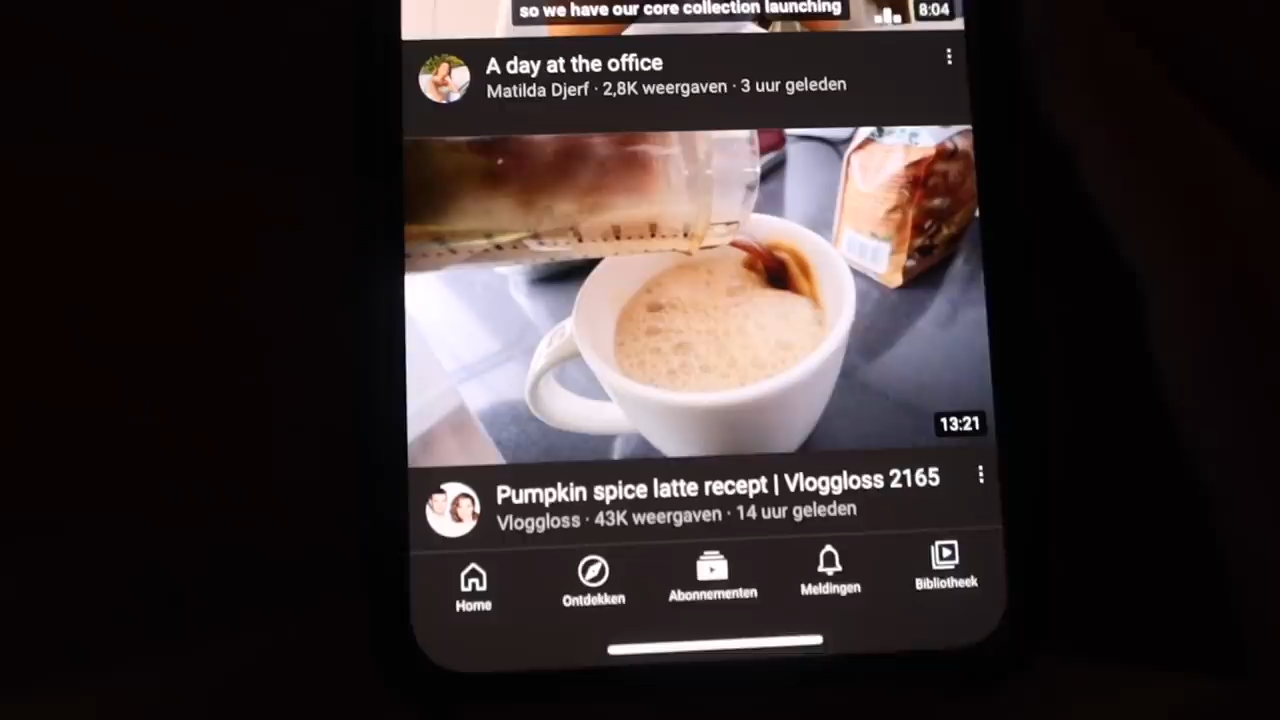 so we have our core collection launching
8:04
A day at the office
Matilda Djerf · 2,8K weergaven · 3 uur geleden
13:21
Pumpkin spice latte recept | Vloggloss 2165
Vloggloss · 43K weergaven · 14 uur geleden
Home
Ontdekken
Abonnementen
Meldingen
Bibliotheek